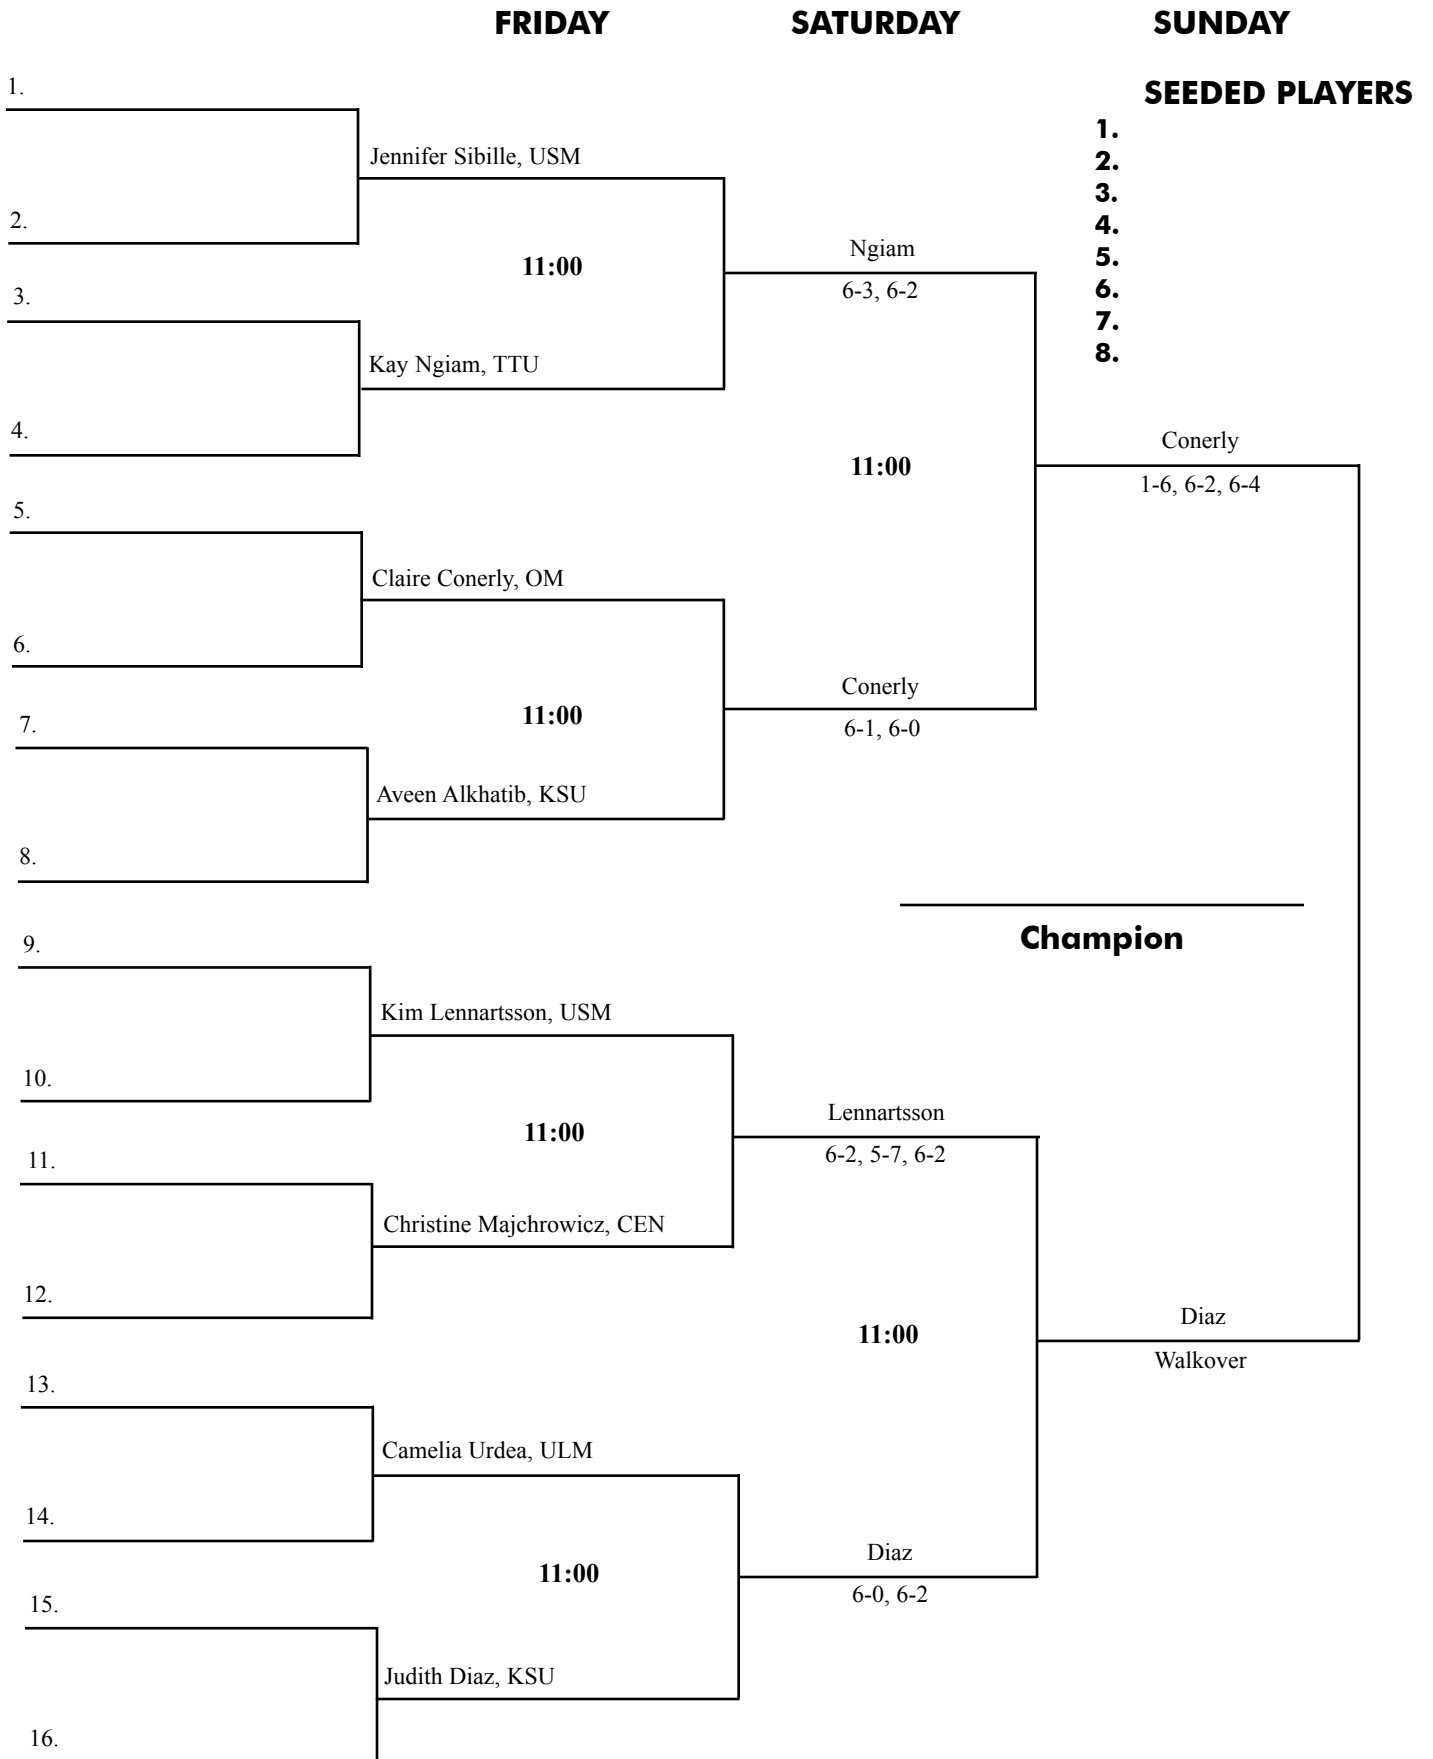 FRIDAY SATURDAY SUNDAY
SEEDED PLAYERS
1.
2.
3.
4.
5.
6.
7.
8.
1.
Jennifer Sibille, USM
2.
11:00
Ngiam
6-3, 6-2
3.
Kay Ngiam, TTU
4.
11:00
Conerly
1-6, 6-2, 6-4
5.
Claire Conerly, OM
6.
11:00
Conerly
6-1, 6-0
7.
Aveen Alkhatib, KSU
8.
Champion
9.
Kim Lennartsson, USM
10.
11:00
Lennartsson
6-2, 5-7, 6-2
11.
Christine Majchrowicz, CEN
12.
11:00
Diaz
Walkover
13.
Camelia Urdea, ULM
14.
11:00
Diaz
6-0, 6-2
15.
Judith Diaz, KSU
16.